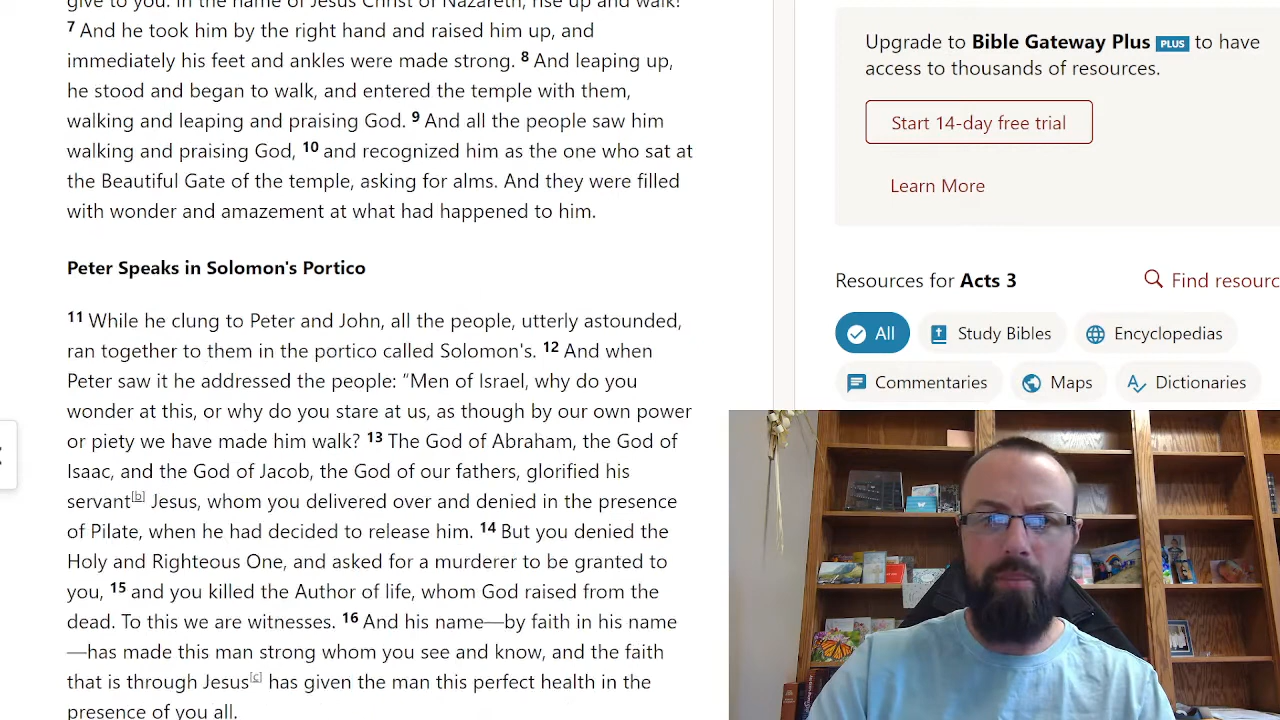 give to you. In the name of Jesus Christ of Nazareth, rise up and walk!"
7 And he took him by the right hand and raised him up, and
immediately his feet and ankles were made strong. 8 And leaping up,
he stood and began to walk, and entered the temple with them,
walking and leaping and praising God. 9 And all the people saw him
walking and praising God, 10 and recognized him as the one who sat at
the Beautiful Gate of the temple, asking for alms. And they were filled
with wonder and amazement at what had happened to him.
Peter Speaks in Solomon's Portico
11 While he clung to Peter and John, all the people, utterly astounded,
ran together to them in the portico called Solomon's. 12 And when
Peter saw it he addressed the people: “Men of Israel, why do you
wonder at this, or why do you stare at us, as though by our own power
or piety we have made him walk? 13 The God of Abraham, the God of
Isaac, and the God of Jacob, the God of our fathers, glorified his
servant[b] Jesus, whom you delivered over and denied in the presence
of Pilate, when he had decided to release him. 14 But you denied the
Holy and Righteous One, and asked for a murderer to be granted to
you, 15 and you killed the Author of life, whom God raised from the
dead. To this we are witnesses. 16 And his name—by faith in his name
—has made this man strong whom you see and know, and the faith
that is through Jesus[c] has given the man this perfect health in the
presence of you all.
Upgrade to Bible Gateway Plus PLUS to have
access to thousands of resources.
Start 14-day free trial
Learn More
Resources for Acts 3
Find resourc
All
Study Bibles
Encyclopedias
Commentaries
Maps
Dictionaries